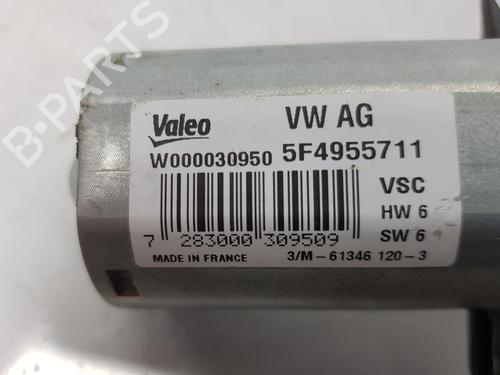 Valeo VW AG
W000030950 5F4955711
VSC
HW 6
7 283000 309509 SW 6
MADE IN FRANCE 3/M-61346 120-3